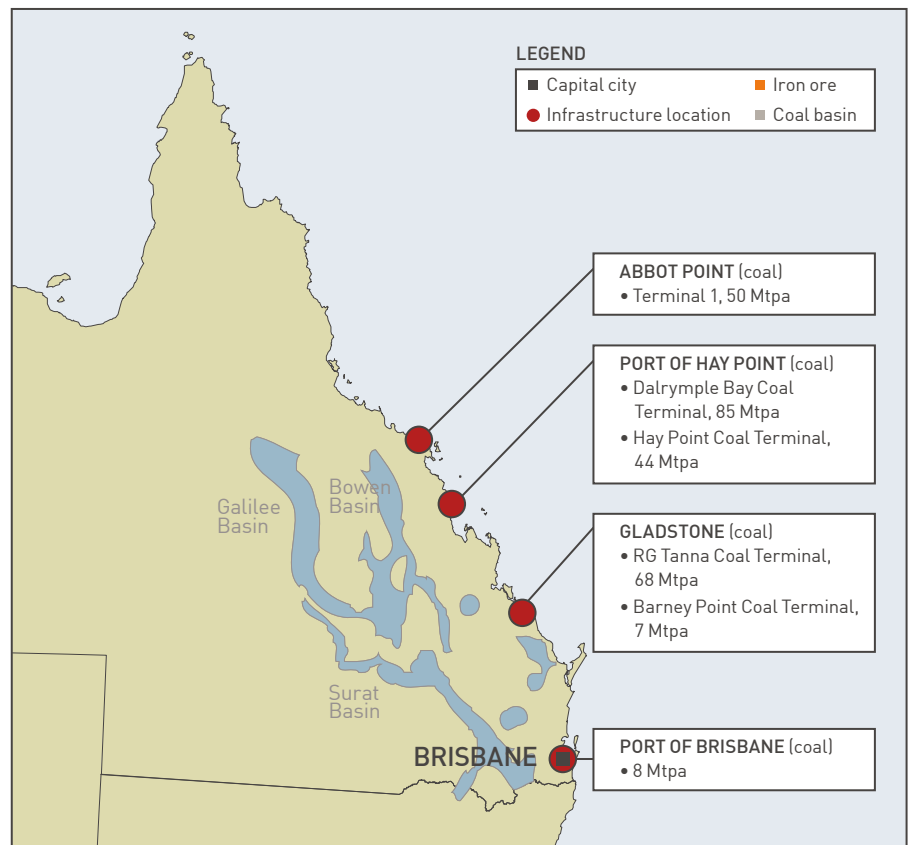 LEGEND
Capital city
Iron ore
Infrastructure location
Coal basin
ABBOT POINT (coal)
• Terminal 1, 50 Mtpa
PORT OF HAY POINT (coal)
• Dalrymple Bay Coal
Terminal, 85 Mtpa
• Hay Point Coal Terminal,
44 Mtpa
Bowen
Basin
Galilee
Basin
GLADSTONE (coal)
• RG Tanna Coal Terminal,
68 Mtpa
• Barney Point Coal Terminal,
7 Mtpa
Surat
Basin
BRISBANE
PORT OF BRISBANE (coal)
• 8 Mtpa